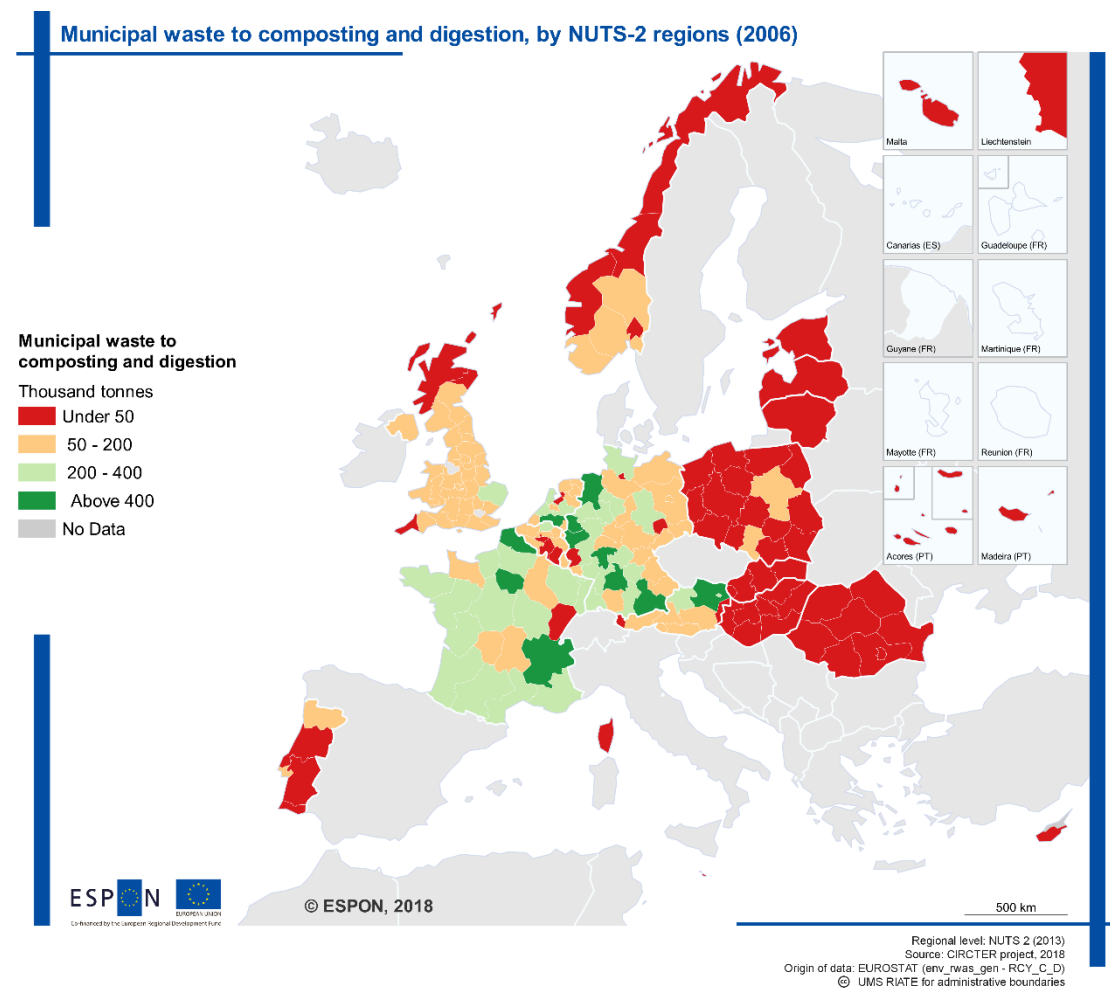 Municipal waste to composting and digestion, by NUTS-2 regions (2006)
Malta
Liechtenstein
Canarias (ES)
Guadeloupe (FR)
Guyane (FR)
Martinique (FR)
Mayotte (FR)
Reunion (FR)
Acores (PT)
Madeira (PT)
Municipal waste to
composting and digestion
Thousand tonnes
Under 50
50 - 200
200 - 400
Above 400
No Data
ESPON
EUROPEAN UNION
Co-financed by the European Regional Development Fund
© ESPON, 2018
500 km
Regional level: NUTS 2 (2013)
Source: CIRCTER project, 2018
Origin of data: EUROSTAT (env_rwas_gen - RCY_C_D)
cc UMS RIATE for administrative boundaries